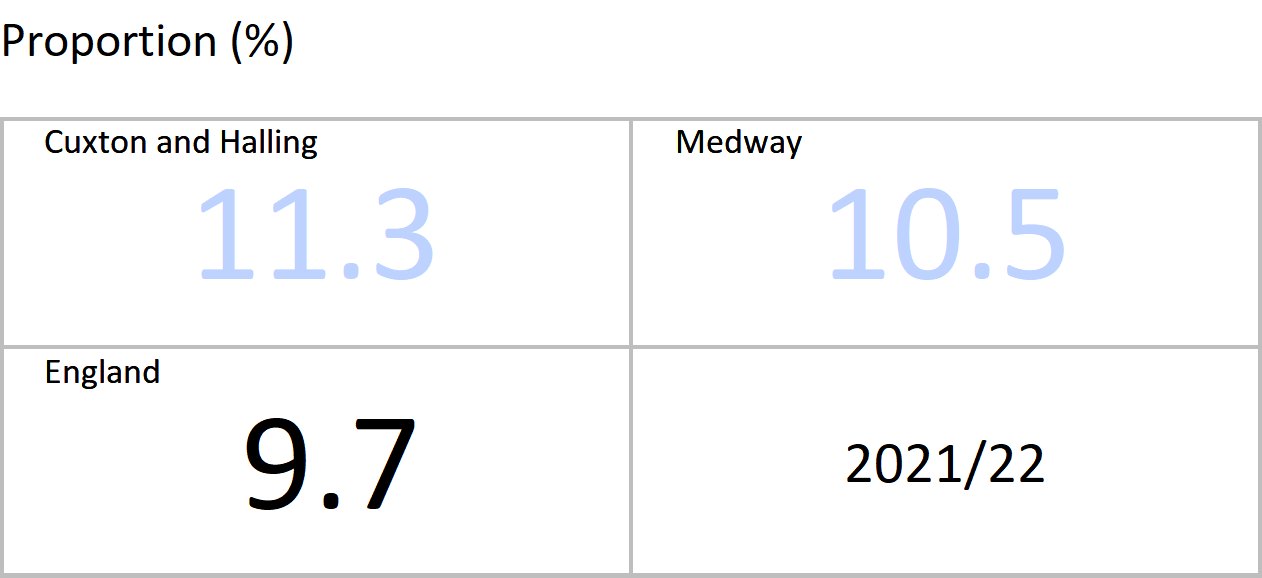 Proportion (%)
Cuxton and Halling
11.3
Medway
10.5
England
9.7
2021/22